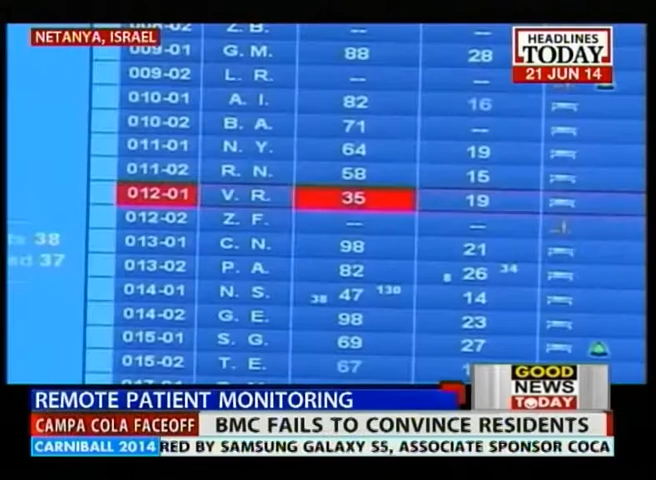 NETANYA, ISRAEL
HEADLINES
TODAY
21 JUN 14
008-02 Z. B. -- --
009-01 G. M. 88 28
009-02 L. R. -- --
010-01 A. I. 82 16
010-02 B. A. 71 --
011-01 N. Y. 64 19
011-02 R. N. 58 15
012-01 V. R. 35 19
012-02 Z. F. -- --
013-01 C. N. 98 21
013-02 P. A. 82 8 26 34
014-01 N. S. 38 47 130 14
014-02 G. E. 98 23
015-01 S. G. 69 27
015-02 T. E. 67
38
37
GOOD
NEWS
TODAY
REMOTE PATIENT MONITORING
CAMPA COLA FACEOFF BMC FAILS TO CONVINCE RESIDENTS
CARNIBALL 2014 RED BY SAMSUNG GALAXY S5, ASSOCIATE SPONSOR COCA